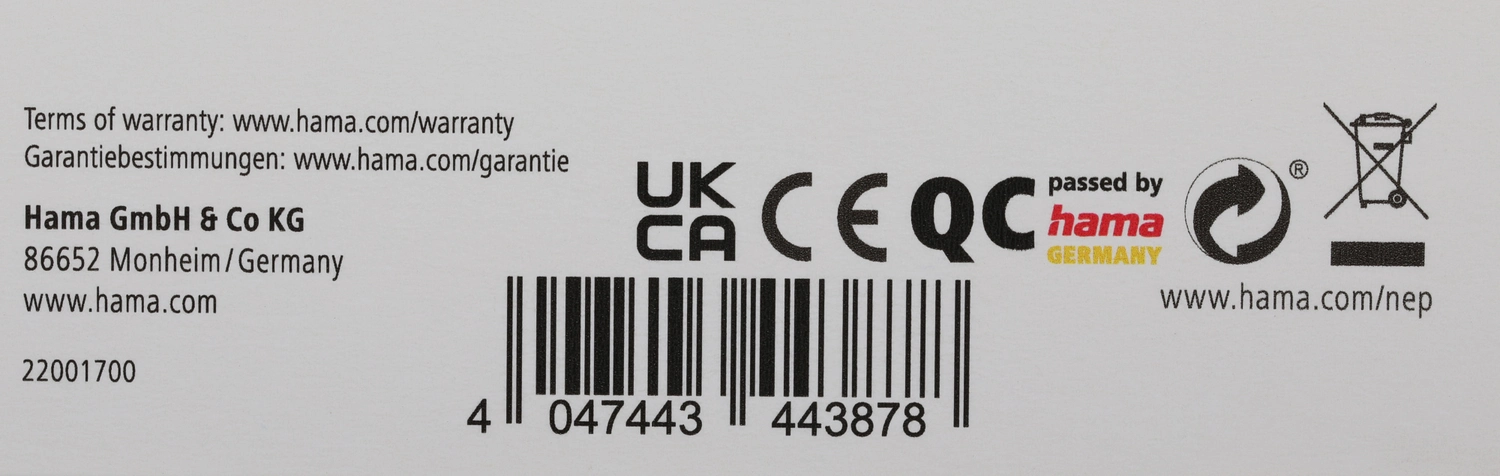 Terms of warranty: www.hama.com/warranty
Garantiebestimmungen: www.hama.com/garantie
Hama GmbH & Co KG
86652 Monheim/Germany
www.hama.com
22001700
UK
CA
CE
QC
passed by
hama
GERMANY
®
www.hama.com/nep
4 047443 443878